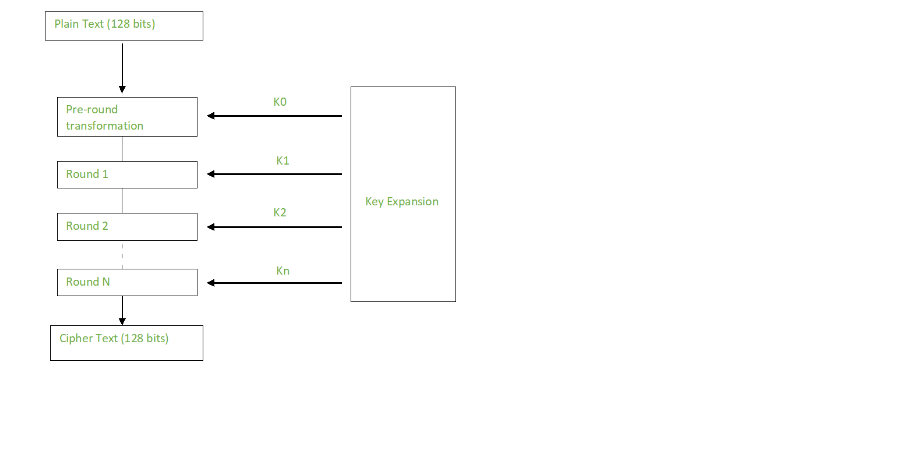 Plain Text (128 bits)
Pre-round
transformation
K0
Round 1
K1
Key Expansion
Round 2
K2
Round N
Kn
Cipher Text (128 bits)